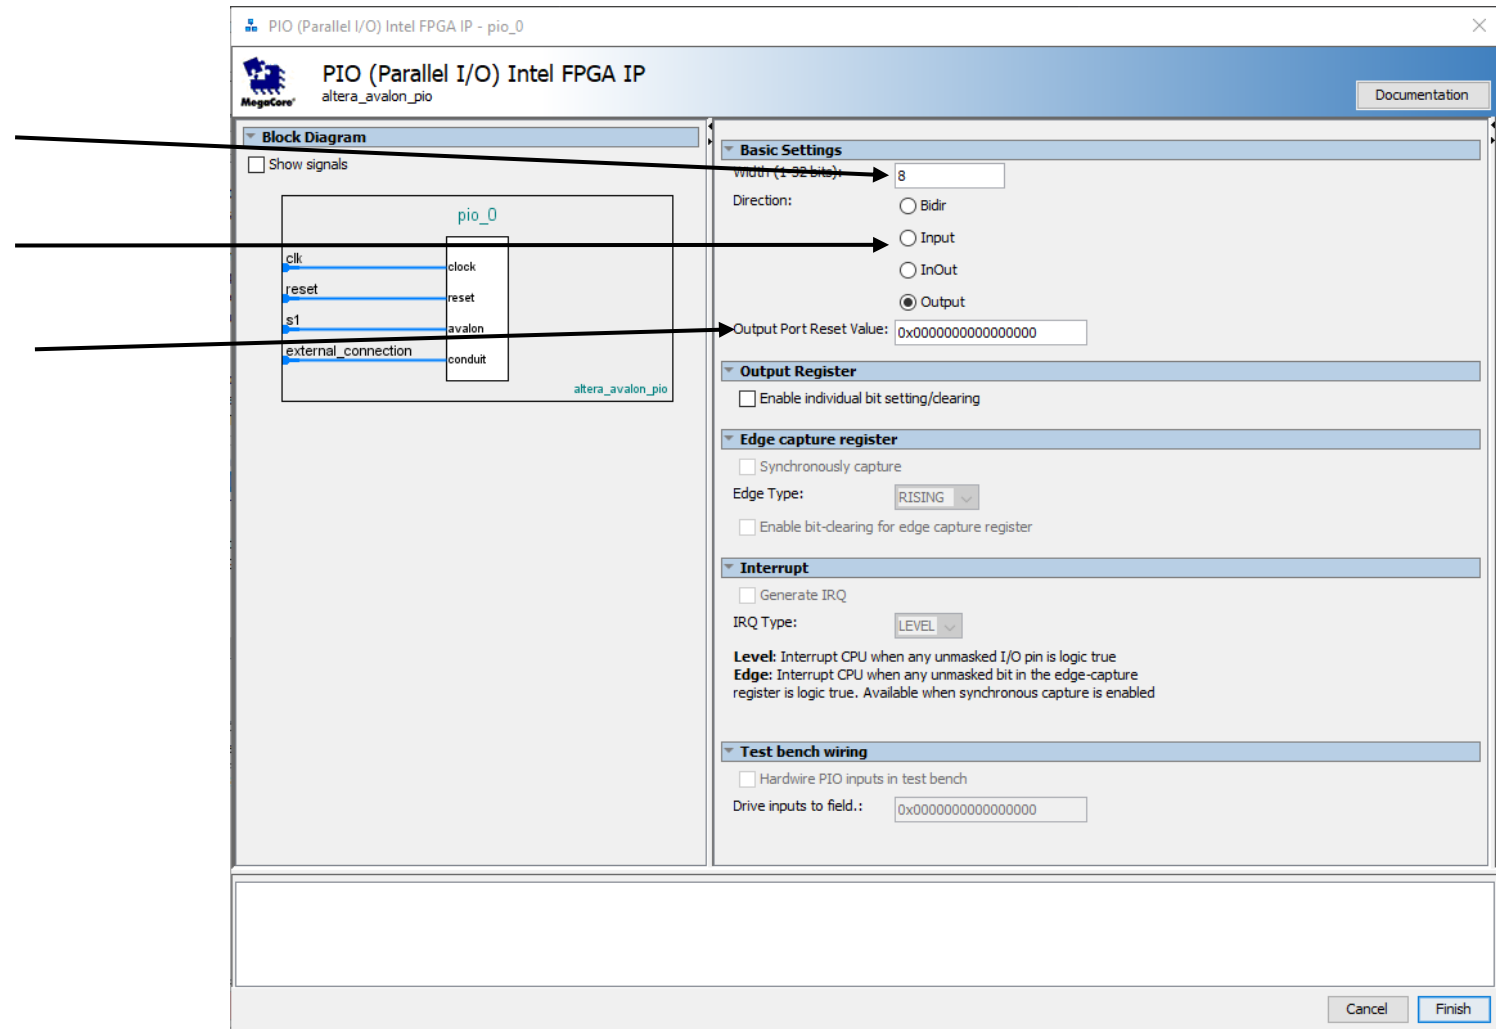 PIO (Parallel I/O) Intel FPGA IP - pio_0
PIO (Parallel I/O) Intel FPGA IP
altera_avalon_pio
MegaCore®
Documentation
Block Diagram
Show signals
pio_0
clk
clock
reset
reset
s1
avalon
external_connection
conduit
altera_avalon_pio
Basic Settings
Width (1-32 bits):
8
Direction:
Bidir
Input
InOut
Output
Output Port Reset Value:
0x0000000000000000
Output Register
Enable individual bit setting/clearing
Edge capture register
Synchronously capture
Edge Type:
RISING
Enable bit-clearing for edge capture register
Interrupt
Generate IRQ
IRQ Type:
LEVEL
Level: Interrupt CPU when any unmasked I/O pin is logic true
Edge: Interrupt CPU when any unmasked bit in the edge-capture
register is logic true. Available when synchronous capture is enabled
Test bench wiring
Hardwire PIO inputs in test bench
Drive inputs to field.:
0x0000000000000000
Cancel
Finish